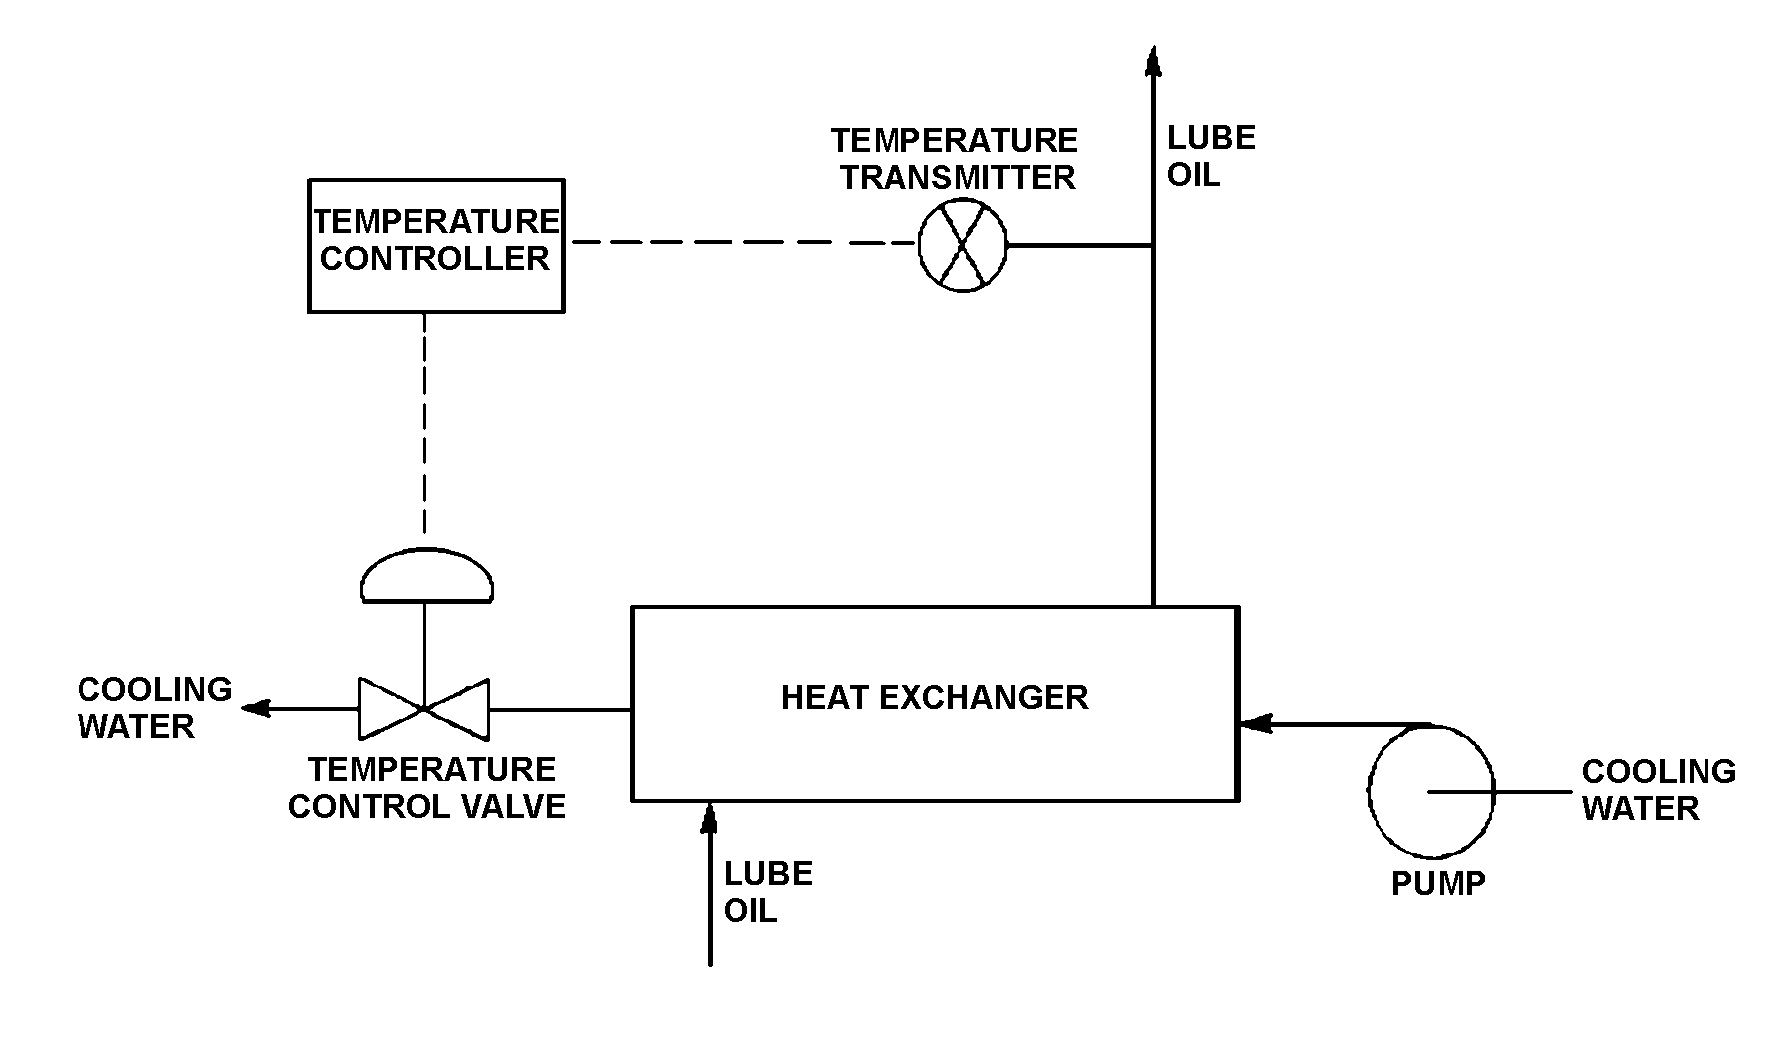 TEMPERATURE
TRANSMITTER
LUBE
OIL
TEMPERATURE
CONTROLLER
COOLING
WATER
TEMPERATURE
CONTROL VALVE
HEAT EXCHANGER
COOLING
WATER
PUMP
LUBE
OIL